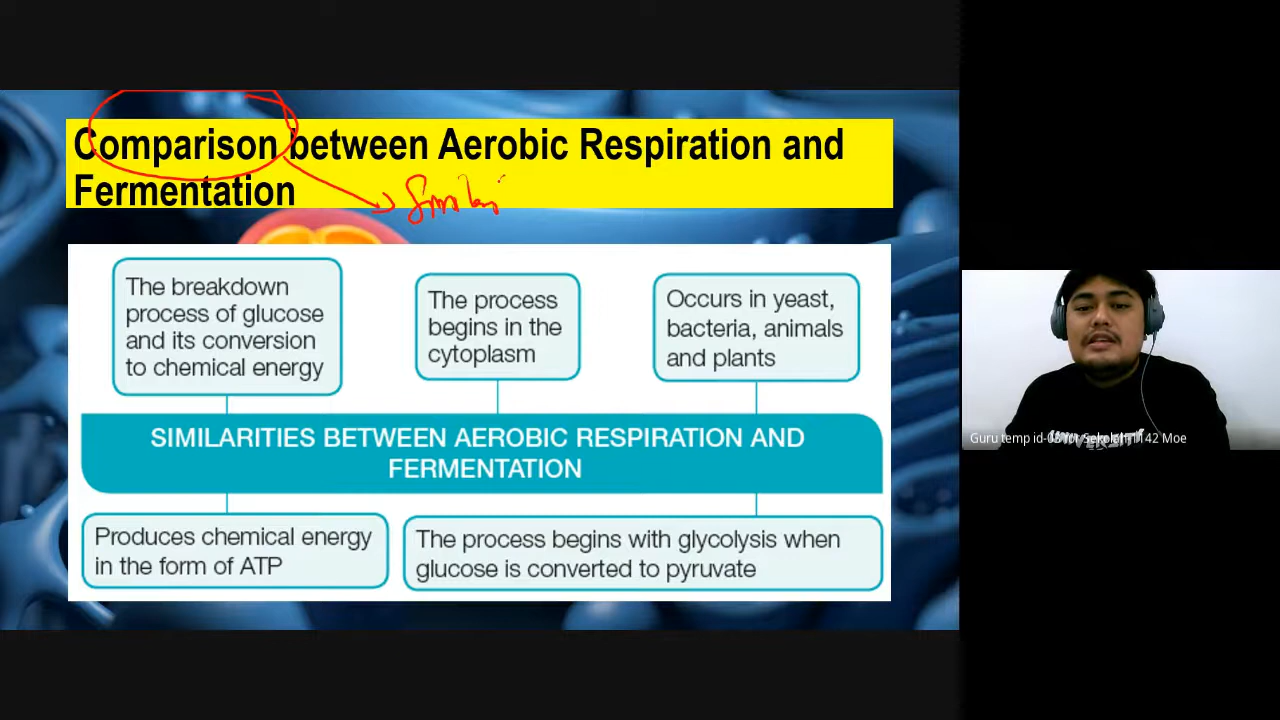 Comparison between Aerobic Respiration and
Fermentation
The breakdown
process of glucose
and its conversion
to chemical energy
The process
begins in the
cytoplasm
Occurs in yeast,
bacteria, animals
and plants
SIMILARITIES BETWEEN AEROBIC RESPIRATION AND
FERMENTATION
Produces chemical energy
in the form of ATP
The process begins with glycolysis when
glucose is converted to pyruvate
Guru temp id-
Moe